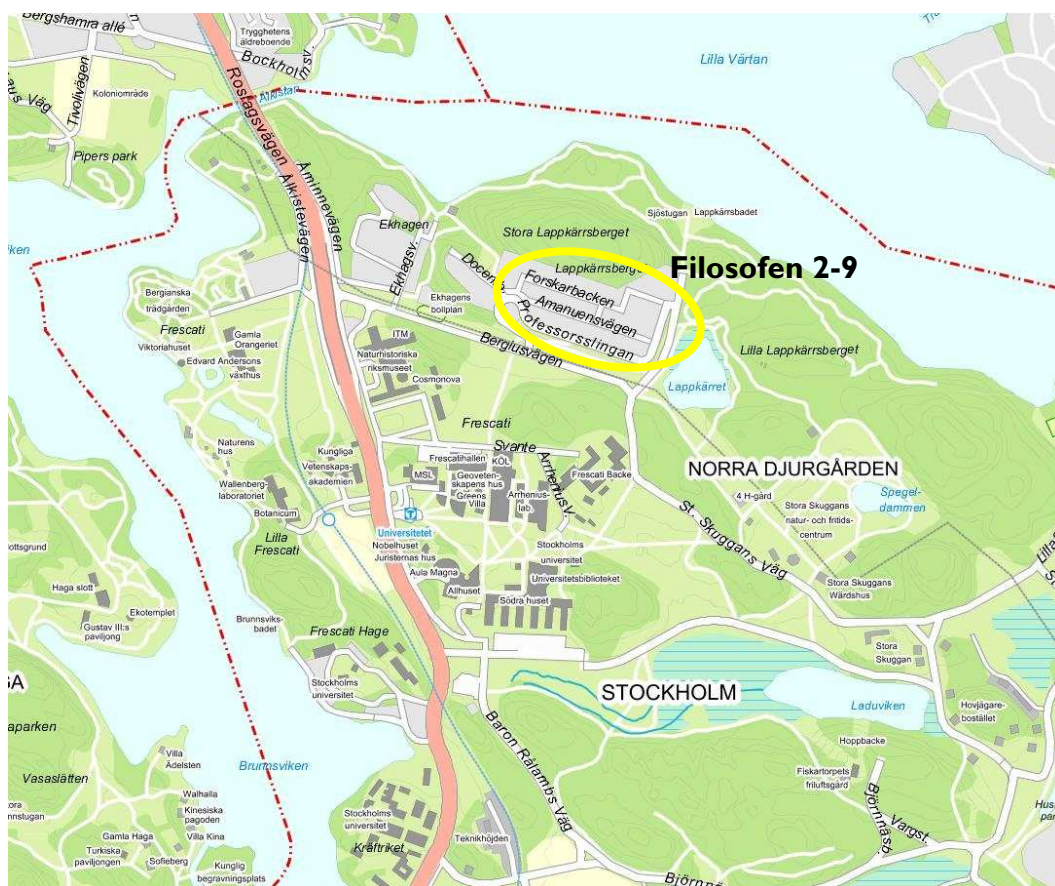 Bergshamra allé
Trygghetens
äldreboende
Bockholmsv.
Tivolivägen
Koloniområde
Ålkistan
Pipers park
Roslagsvägen
Ålkistevägen
Åminnevägen
Lilla Värtan
Ekhagen
Ekhagsv.
Stora Lappkärrsberget
Sjöstugan
Lappkärrsbadet
Lappkärrsberget
Filosofen 2-9
Forskarbacken
Amanuensvägen
Professorsslingan
Ekhagens
bollplan
Bergiusvägen
Lilla Lappkärrsberget
Lappkärret
Bergianska
trädgården
Frescati
Victoriahuset
Gamla
Orangeriet
Edvard Andersons
växthus
ITM
Naturhistoriska
riksmuseet
Cosmonova
Frescati
Svante ArrheniusV.
Naturens
hus
Kungliga
Vetenskaps-
akademien
Wallenberg-
laboratoriet
Botanicum
Lilla
Frescati
Frescatihallen
KÖL
MSL
Geoveten-
skapens hus
Greens
Villa
Arrhenius-
lab.
Frescati Backe
NORRA DJURGÅRDEN
4 H-gård
Stora Skuggans
natur- och fritids-
centrum
Spegel-
dammen
St. Skuggans Väg
Stora Skuggans
Wärdshus
T
Universitetet
Nobelhuset
Juristernas hus
Aula Magna
Allhuset
Stockholms
universitet
Universitetsbiblioteket
Södra huset
Haga slott
Ekotemplet
Gustav III:s
paviljong
Brunnsviks-
badet
Frescati Hage
Stockholms
universitet
Stora
Skuggan
STOCKHOLM
Laduviken
Hovjägare-
bostället
Hoppbacke
Fiskartorpets
friluftsgård
Baron Rålambs Väg
Björnnäsb.
Vargst.
Vasaslätten
Villa
Ädelsten
Brunnsviken
Walhalla
Kinesiska
pagoden
Villa Kina
Gamla Haga
Turkiska
paviljongen
Sofieberg
Kunglig
begravningsplats
Stockholms
universitet
Kräftriket
Teknikhöjden